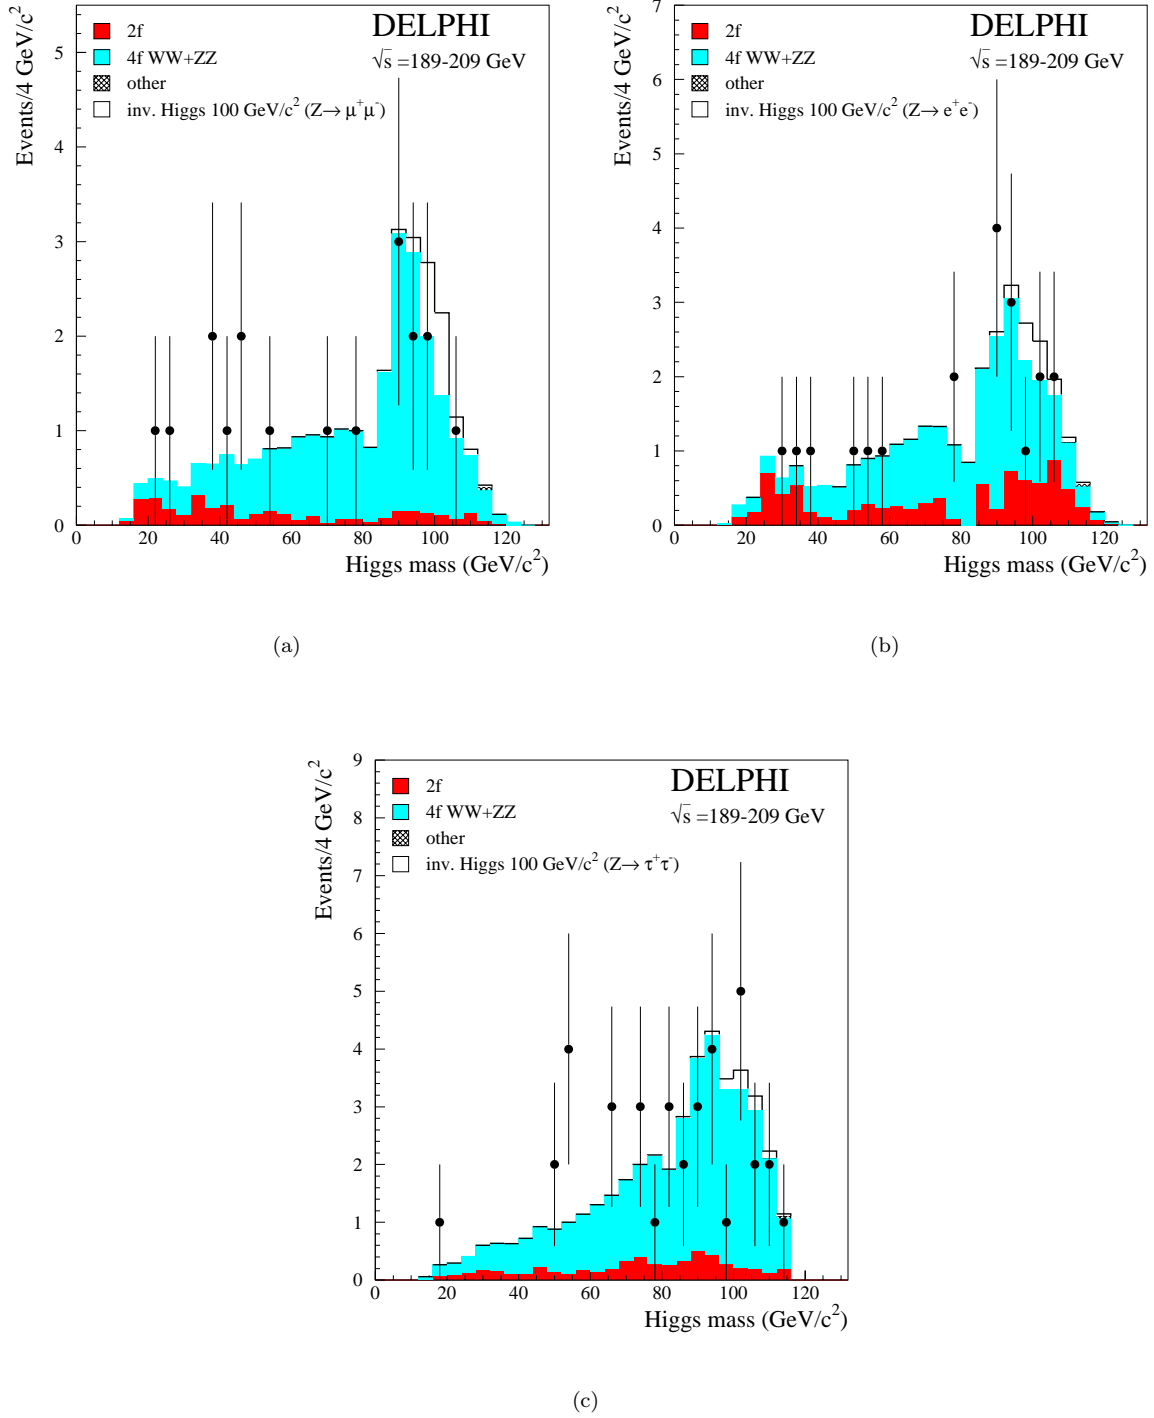 DELPHI
√s =189-209 GeV
2f
4f WW+ZZ
other
inv. Higgs 100 GeV/c² (Z→ μ⁺μ⁻)
Events/4 GeV/c²
5
4
3
2
1
0
0 20 40 60 80 100 120
Higgs mass (GeV/c²)
(a)
DELPHI
√s =189-209 GeV
2f
4f WW+ZZ
other
inv. Higgs 100 GeV/c² (Z→ e⁺e⁻)
Events/4 GeV/c²
7
6
5
4
3
2
1
0
0 20 40 60 80 100 120
Higgs mass (GeV/c²)
(b)
DELPHI
√s =189-209 GeV
2f
4f WW+ZZ
other
inv. Higgs 100 GeV/c² (Z→ τ⁺τ⁻)
Events/4 GeV/c²
9
8
7
6
5
4
3
2
1
0
0 20 40 60 80 100 120
Higgs mass (GeV/c²)
(c)